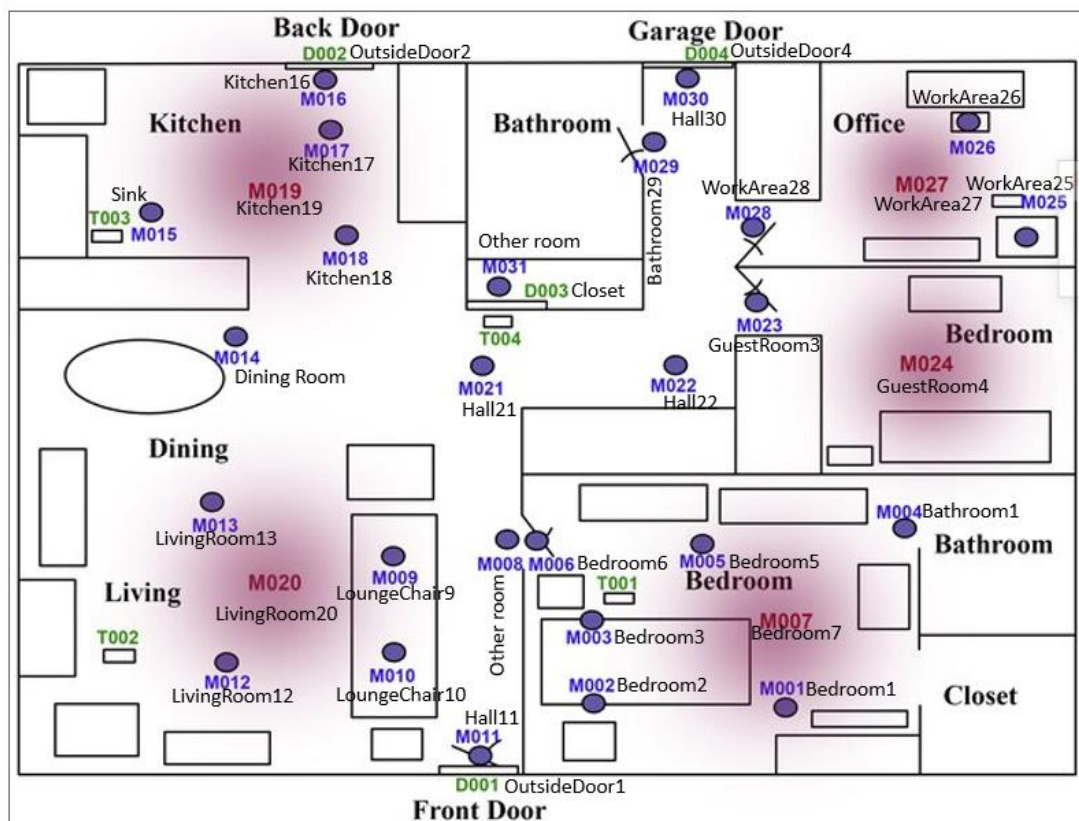 Back Door
Garage Door
D002 OutsideDoor2
D004 OutsideDoor4
Kitchen16
M016
M030
Hall30
WorkArea26
Kitchen
M017
Kitchen17
Bathroom
M029
Office
M026
Sink
M019
Kitchen19
WorkArea28
M027
WorkArea27
WorkArea25
M025
T003
M015
M018
Kitchen18
Other room
Bathroom29
M028
M031
D003 Closet
T004
M023
GuestRoom3
Bedroom
M014
Dining Room
M021
Hall21
M022
Hall22
M024
GuestRoom4
Dining
M013
LivingRoom13
M004 Bathroom1
Bathroom
M008 M006 Bedroom6
M005 Bedroom5
Bedroom
M020
LivingRoom20
M009
LoungeChair9
Living
T001
T002
Other room
M003 Bedroom3
M007
Bedroom7
M012
LivingRoom12
M010
LoungeChair10
M002 Bedroom2
M001 Bedroom1
Closet
Hall11
M011
D001 OutsideDoor1
Front Door